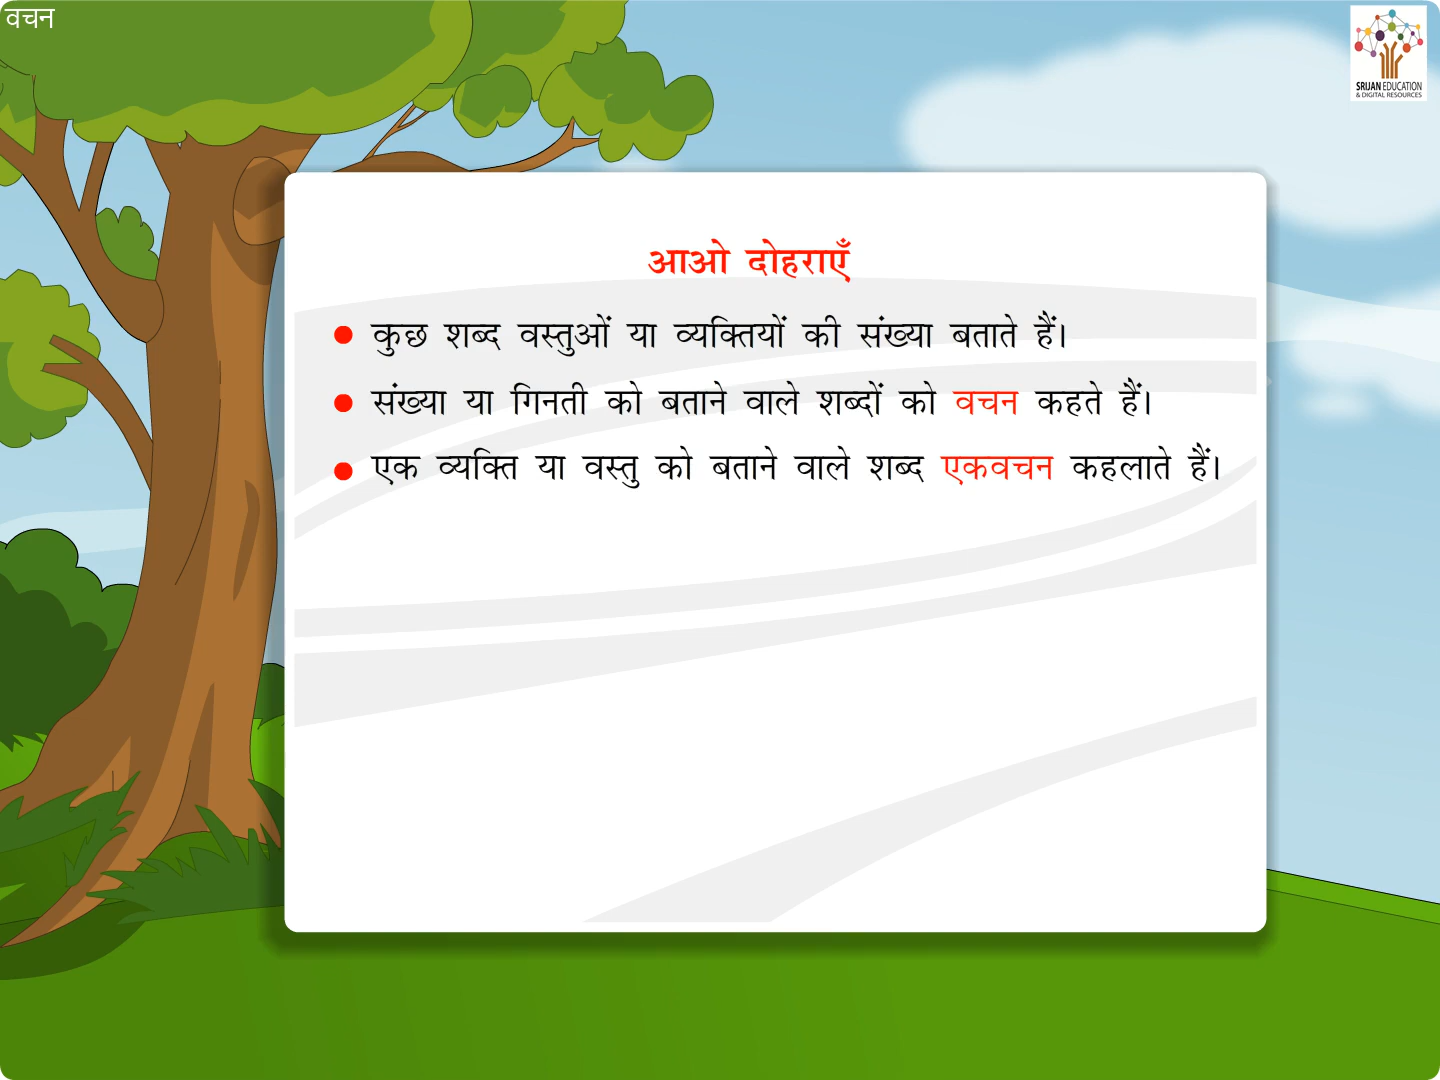 वचन
SRIJAN EDUCATION
& DIGITAL RESOURCES
आओ दोहराएँ
● कुछ शब्द वस्तुओं या व्यक्तियों की संख्या बताते हैं।
● संख्या या गिनती को बताने वाले शब्दों को वचन कहते हैं।
● एक व्यक्ति या वस्तु को बताने वाले शब्द एकवचन कहलाते हैं।